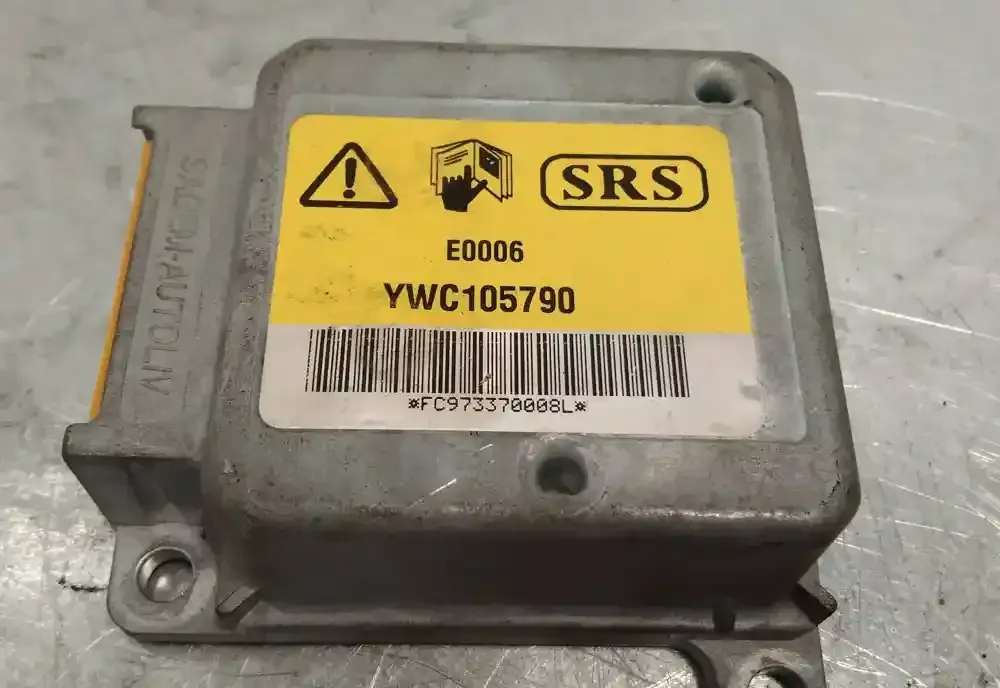 SRS
E0006
YWC105790
*FC973370008L*
SAGEM-AUTOLIV